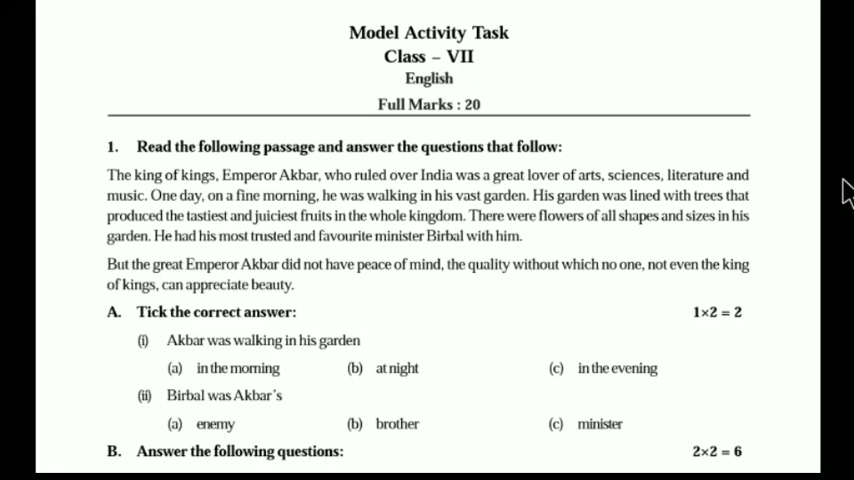 Model Activity Task
Class – VII
English
Full Marks : 20
1. Read the following passage and answer the questions that follow:
The king of kings, Emperor Akbar, who ruled over India was a great lover of arts, sciences, literature and
music. One day, on a fine morning, he was walking in his vast garden. His garden was lined with trees that
produced the tastiest and juiciest fruits in the whole kingdom. There were flowers of all shapes and sizes in his
garden. He had his most trusted and favourite minister Birbal with him.
But the great Emperor Akbar did not have peace of mind, the quality without which no one, not even the king
of kings, can appreciate beauty.
A. Tick the correct answer: 1×2 = 2
(i) Akbar was walking in his garden
(a) in the morning (b) at night (c) in the evening
(ii) Birbal was Akbar's
(a) enemy (b) brother (c) minister
B. Answer the following questions: 2×2 = 6